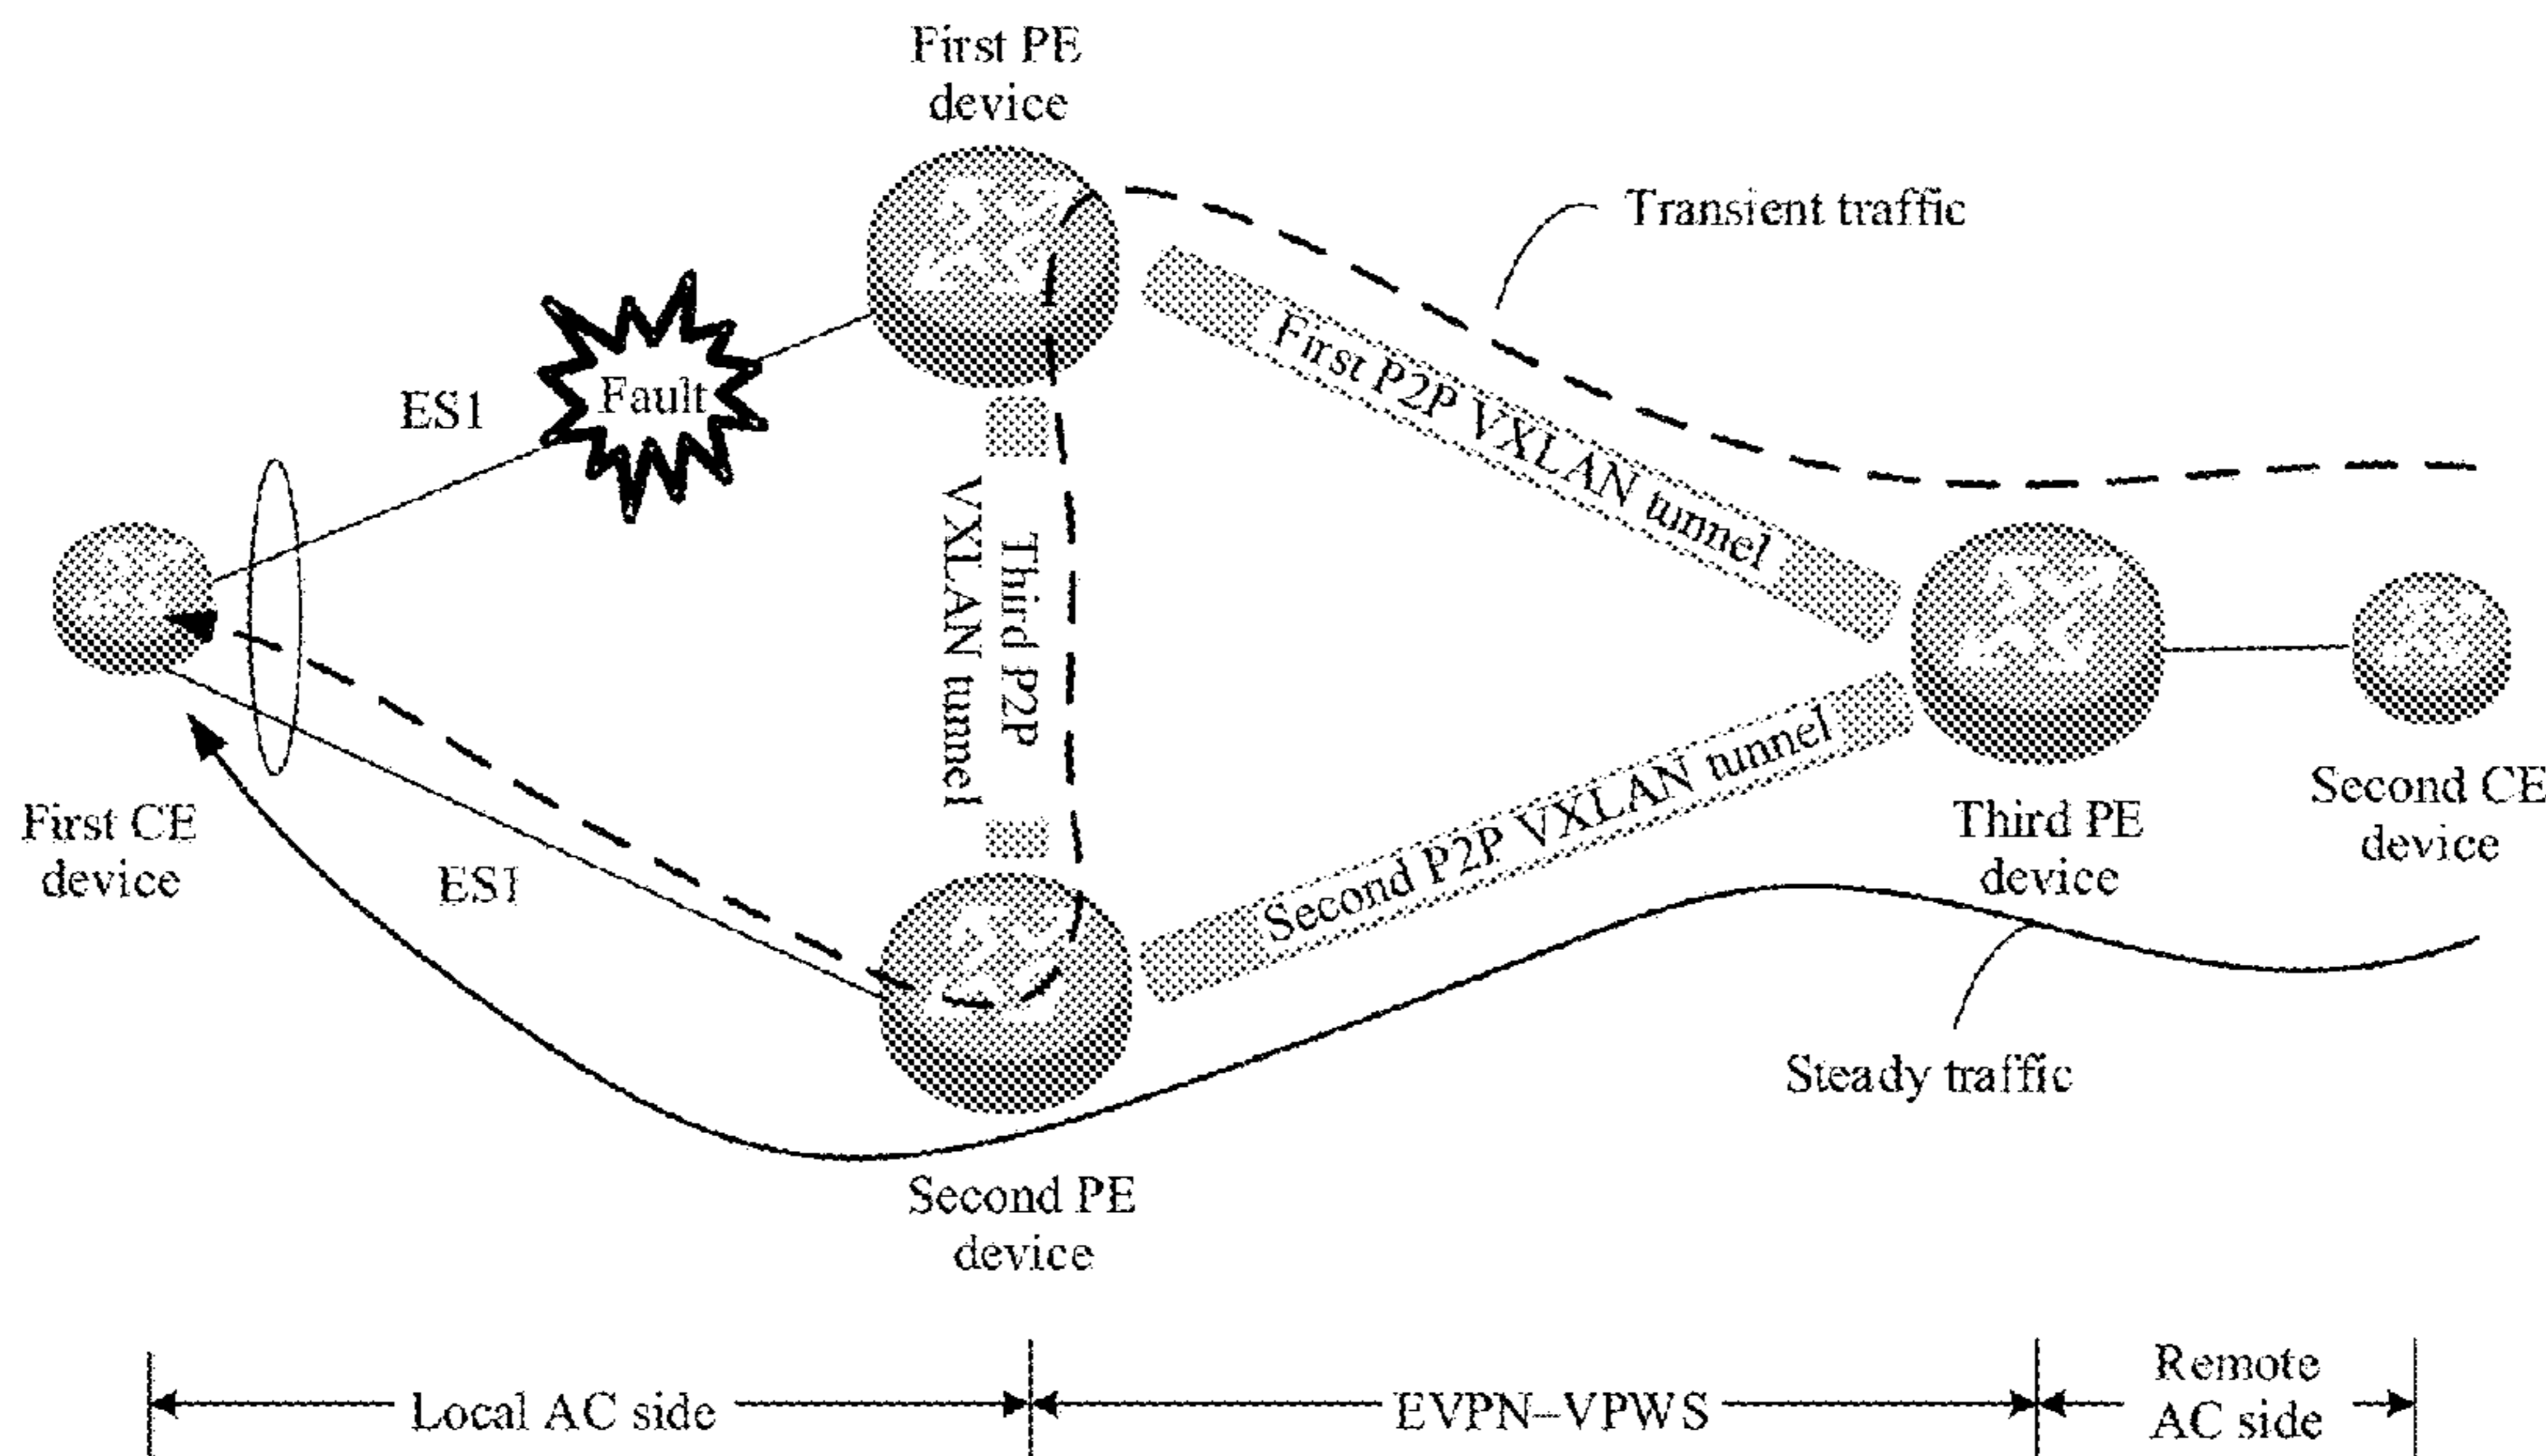 First PE
device
Transient traffic
First P2P VXLAN tunnel
Fault
ES1
Third P2P
VXLAN tunnel
First CE
device
ES1
Second P2P VXLAN tunnel
Third PE
device
Second CE
device
Steady traffic
Second PE
device
Local AC side
EVPN–VPWS
Remote
AC side